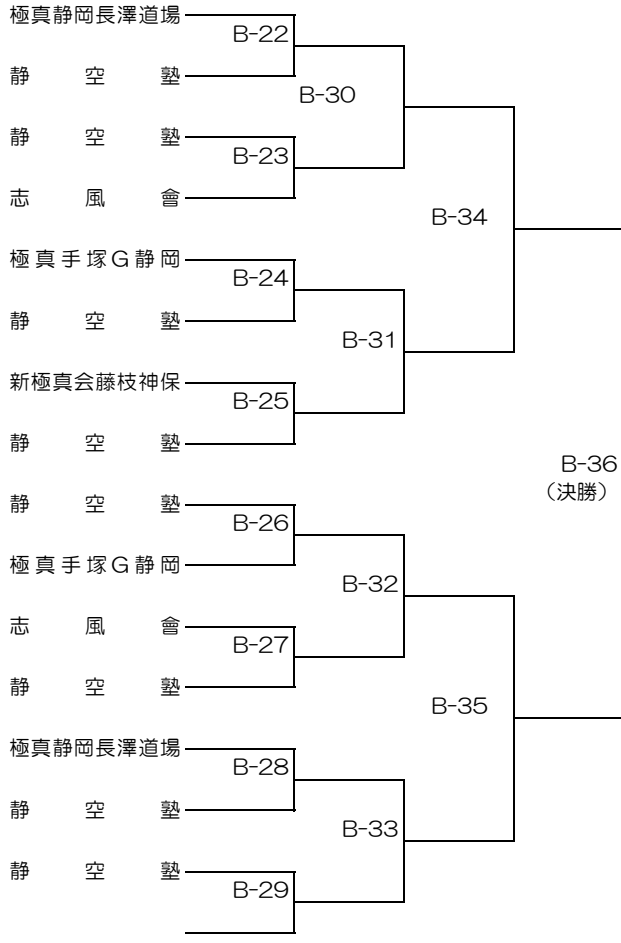 極真静岡長澤道場
B-22
静空塾
B-30
静空塾
B-23
志風會
B-34
極真手塚G静岡
B-24
静空塾
B-31
新極真会藤枝神保
B-25
静空塾
B-36
(決勝)
静空塾
B-26
極真手塚G静岡
B-32
志風會
B-27
静空塾
B-35
極真静岡長澤道場
B-28
静空塾
B-33
静空塾
B-29